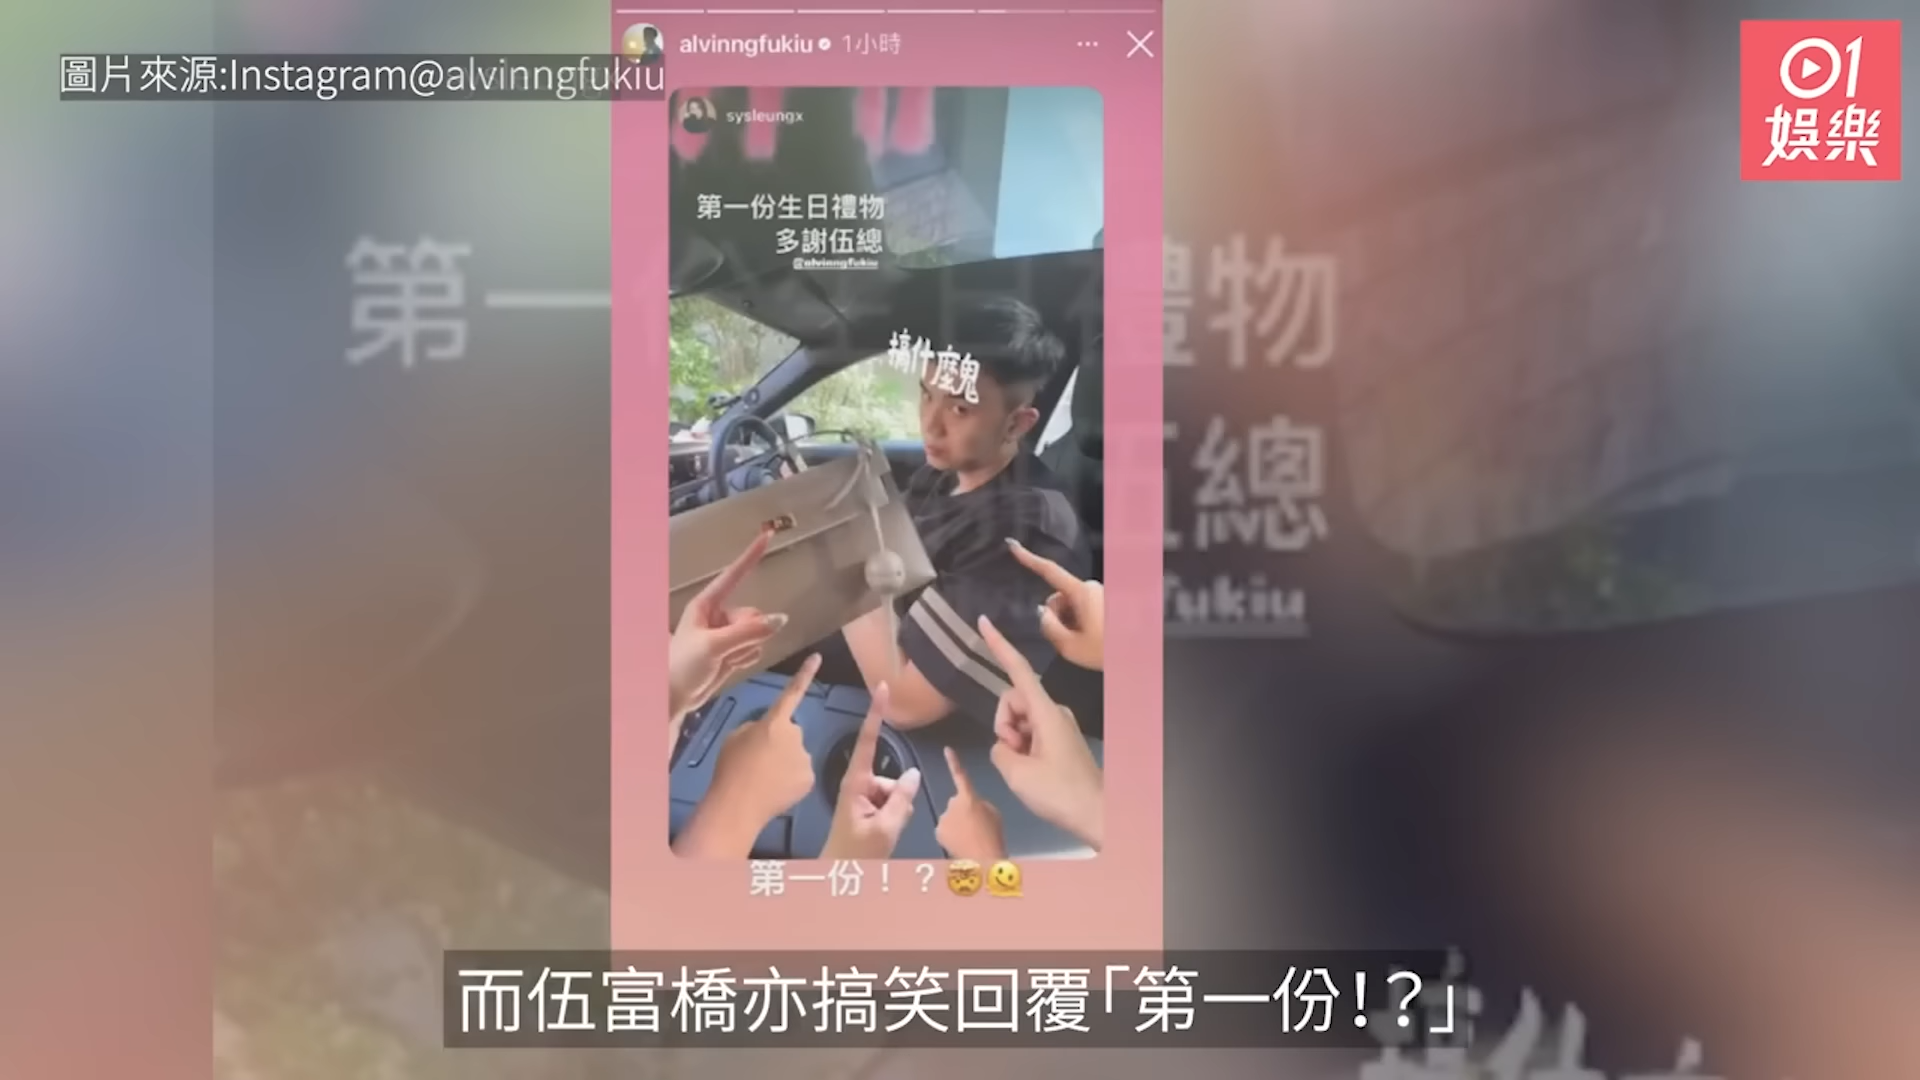 alvinngfukiu 1小時
圖片來源:Instagram@alvinngfukiu
01
娛樂
sysleungx
第一份生日禮物
多謝伍總
@alvinngfukiu
搞什麼鬼
第一份！？🤯🫠
而伍富橋亦搞笑回覆「第一份!?」